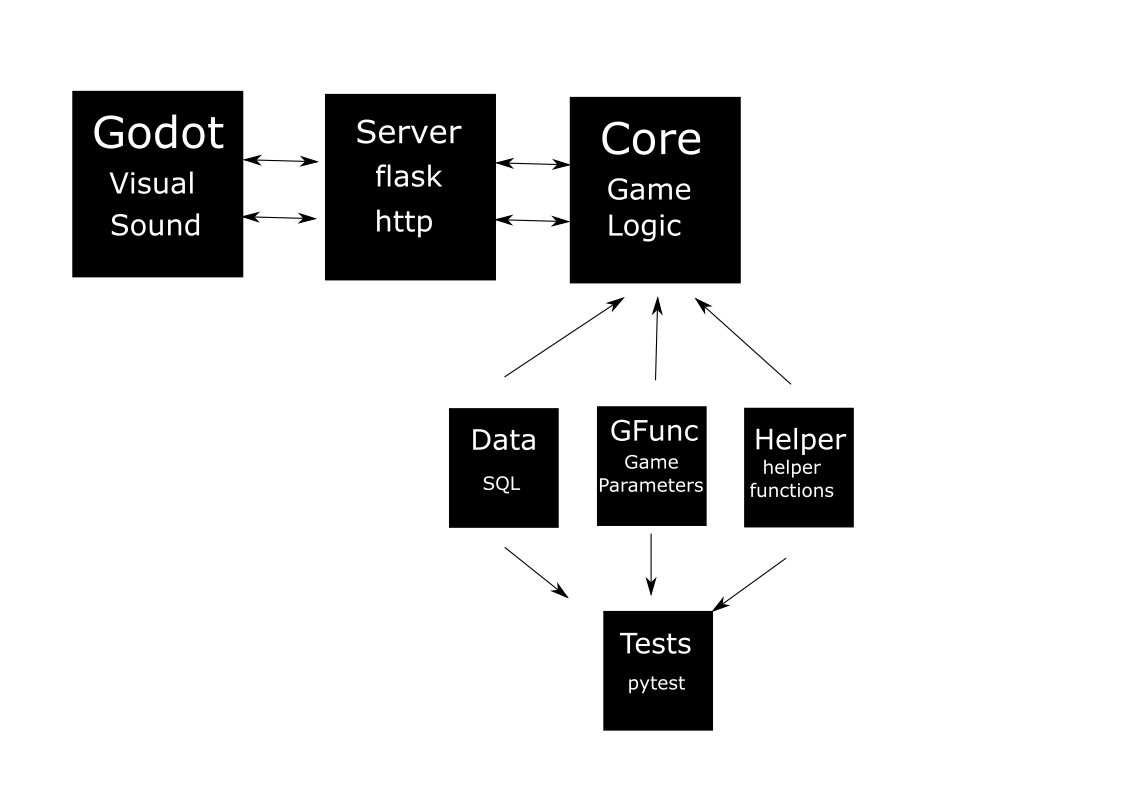 Godot
Visual
Sound
Server
flask
http
Core
Game
Logic
Data
SQL
GFunc
Game
Parameters
Helper
helper
functions
Tests
pytest